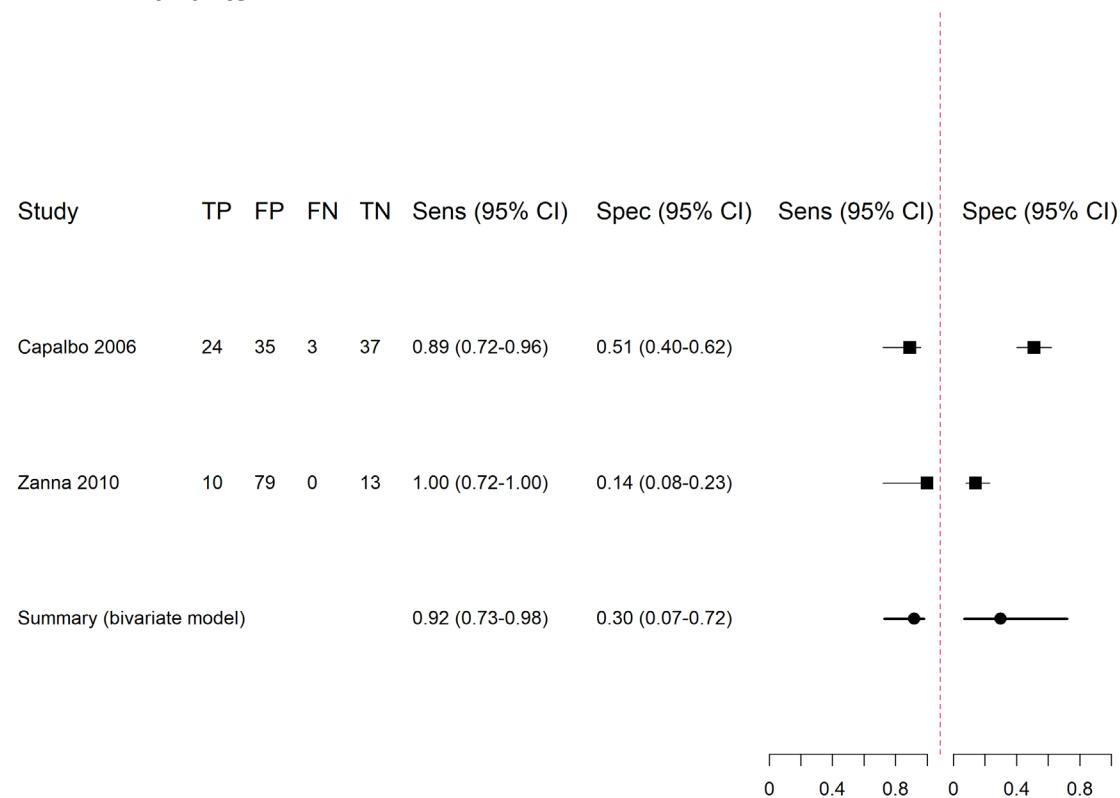 Study TP FP FN TN Sens (95% CI) Spec (95% CI) Sens (95% CI) Spec (95% CI)
Capalbo 2006 24 35 3 37 0.89 (0.72-0.96) 0.51 (0.40-0.62)
Zanna 2010 10 79 0 13 1.00 (0.72-1.00) 0.14 (0.08-0.23)
Summary (bivariate model) 0.92 (0.73-0.98) 0.30 (0.07-0.72)
0 0.4 0.8 0 0.4 0.8